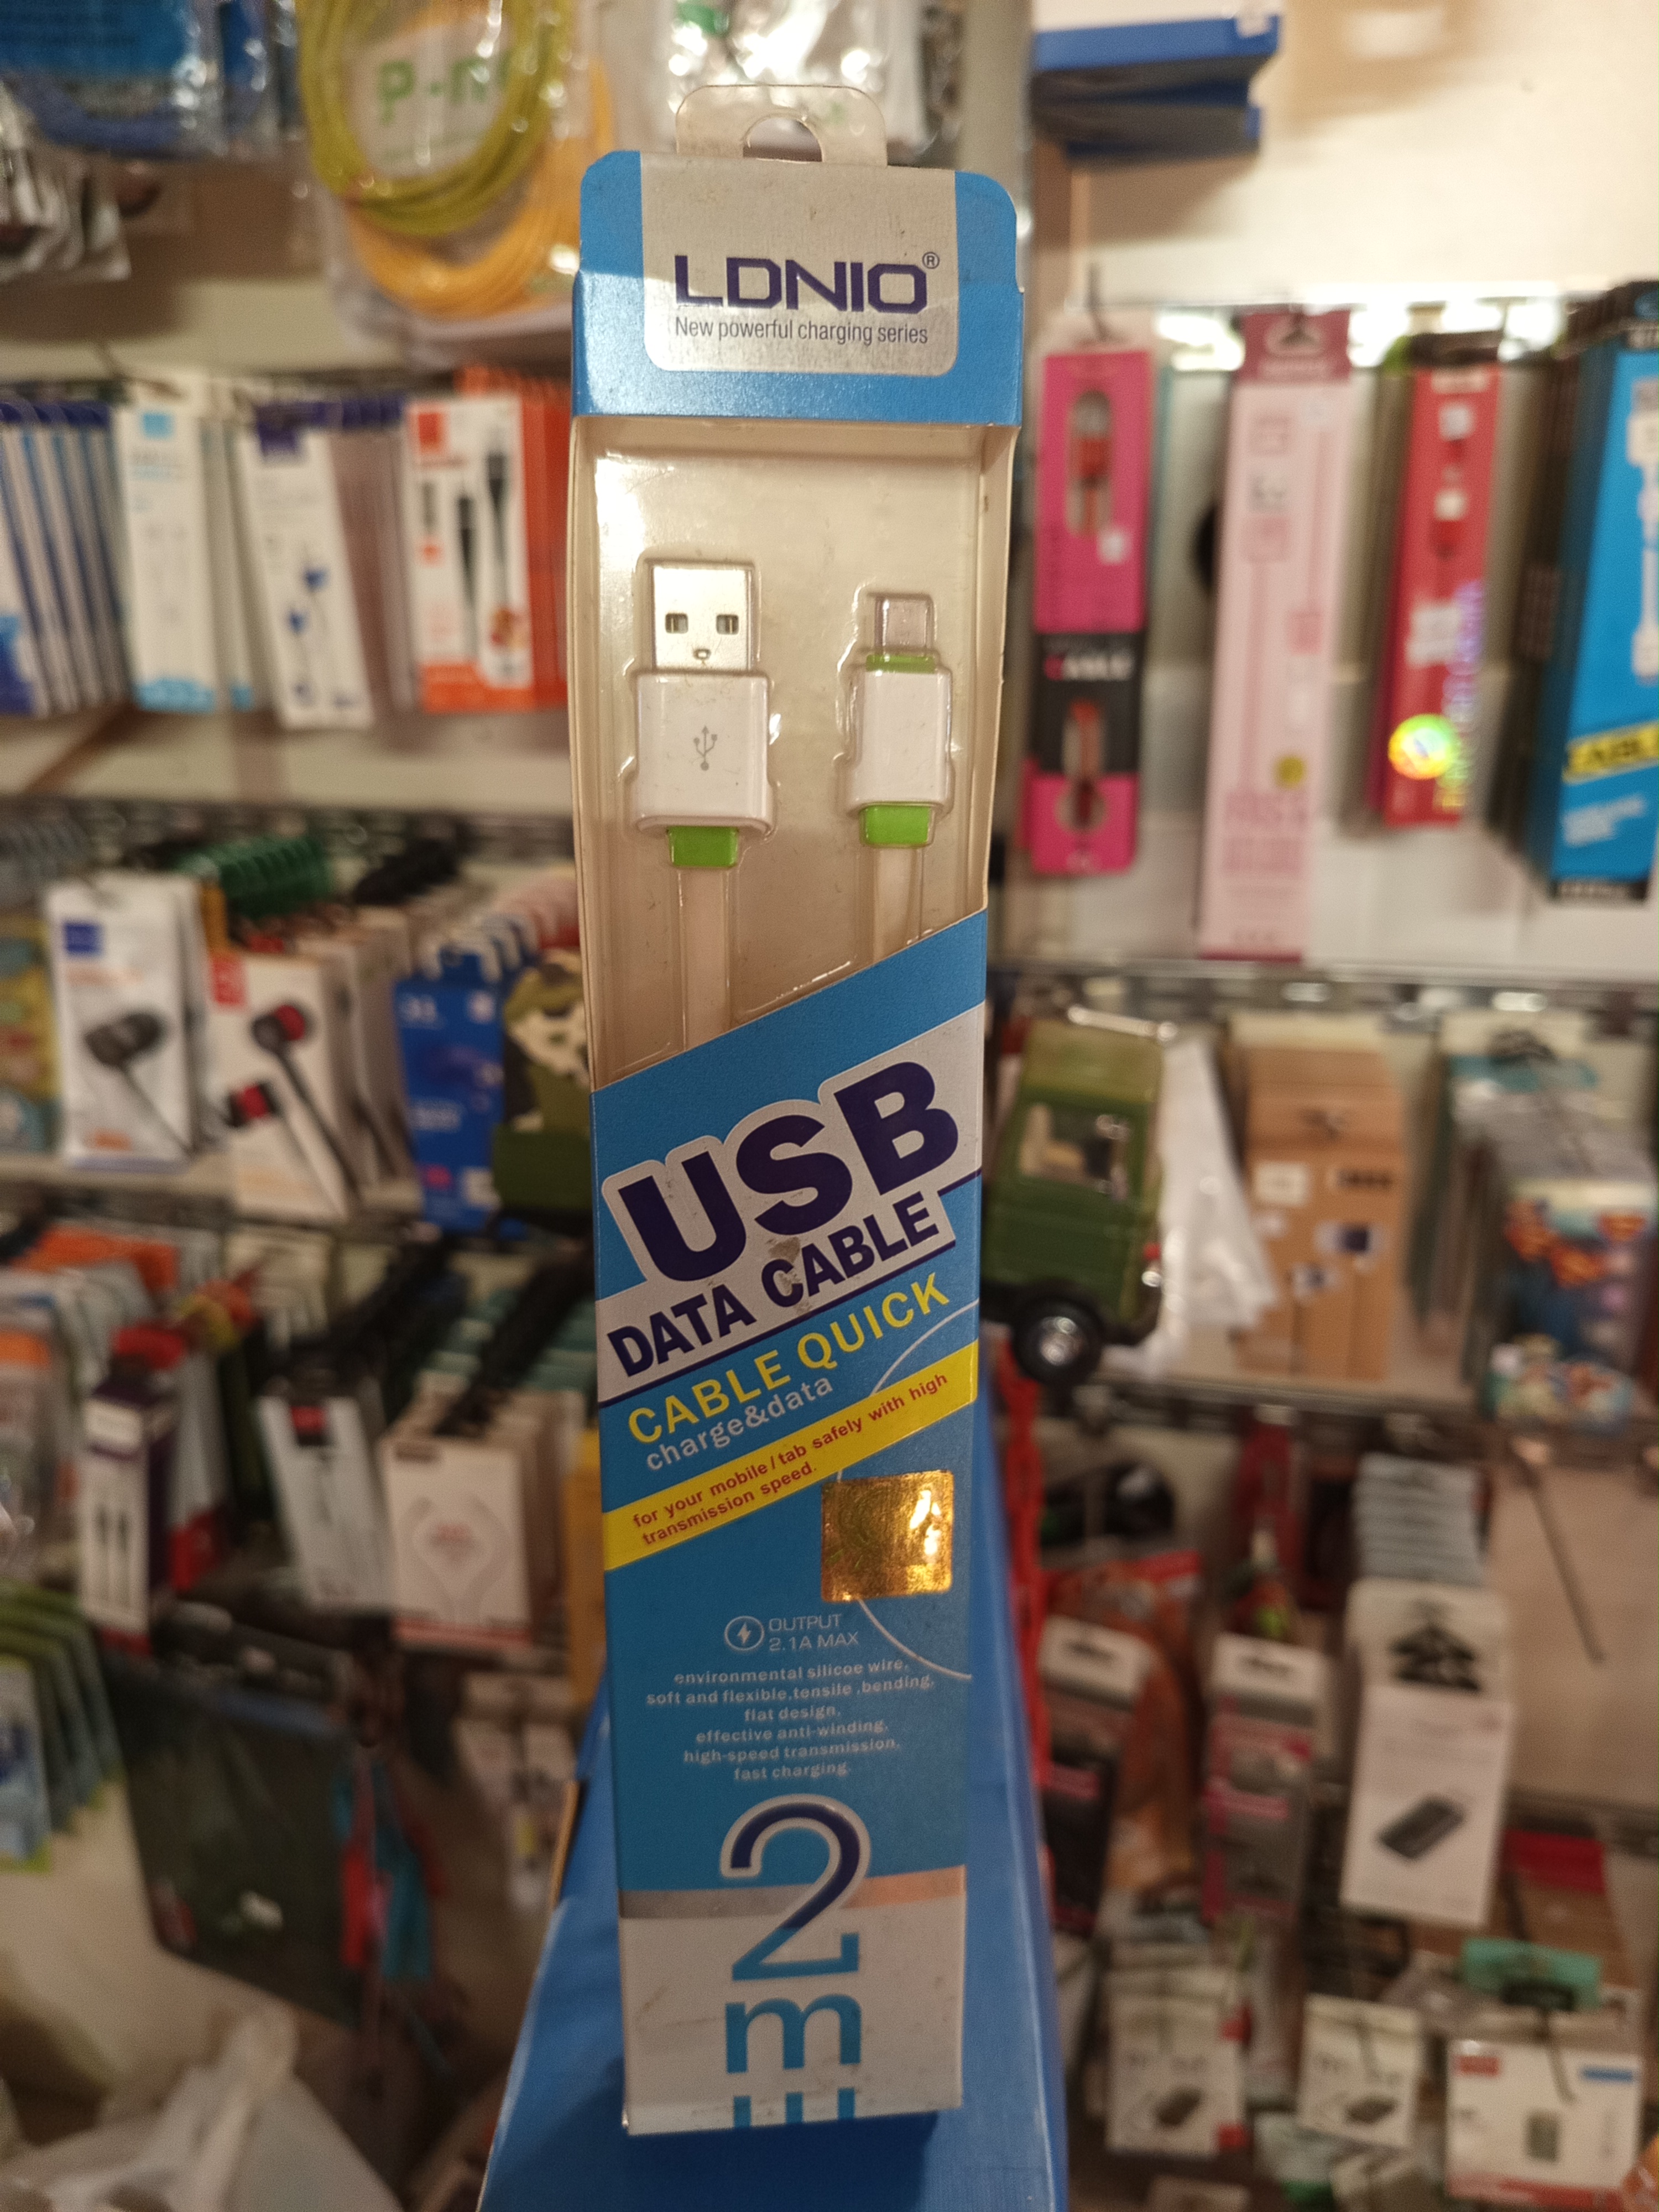 LDNIO®
New powerful charging series
USB
DATA CABLE
CABLE QUICK
charge&data
for your mobile / tab safely with high
transmission speed.
OUTPUT
2.1A MAX
environmental silicoe wire,
soft and flexible,tensile ,bending,
flat design,
effective anti-winding,
high-speed transmission,
fast charging.
2
m
CABLE